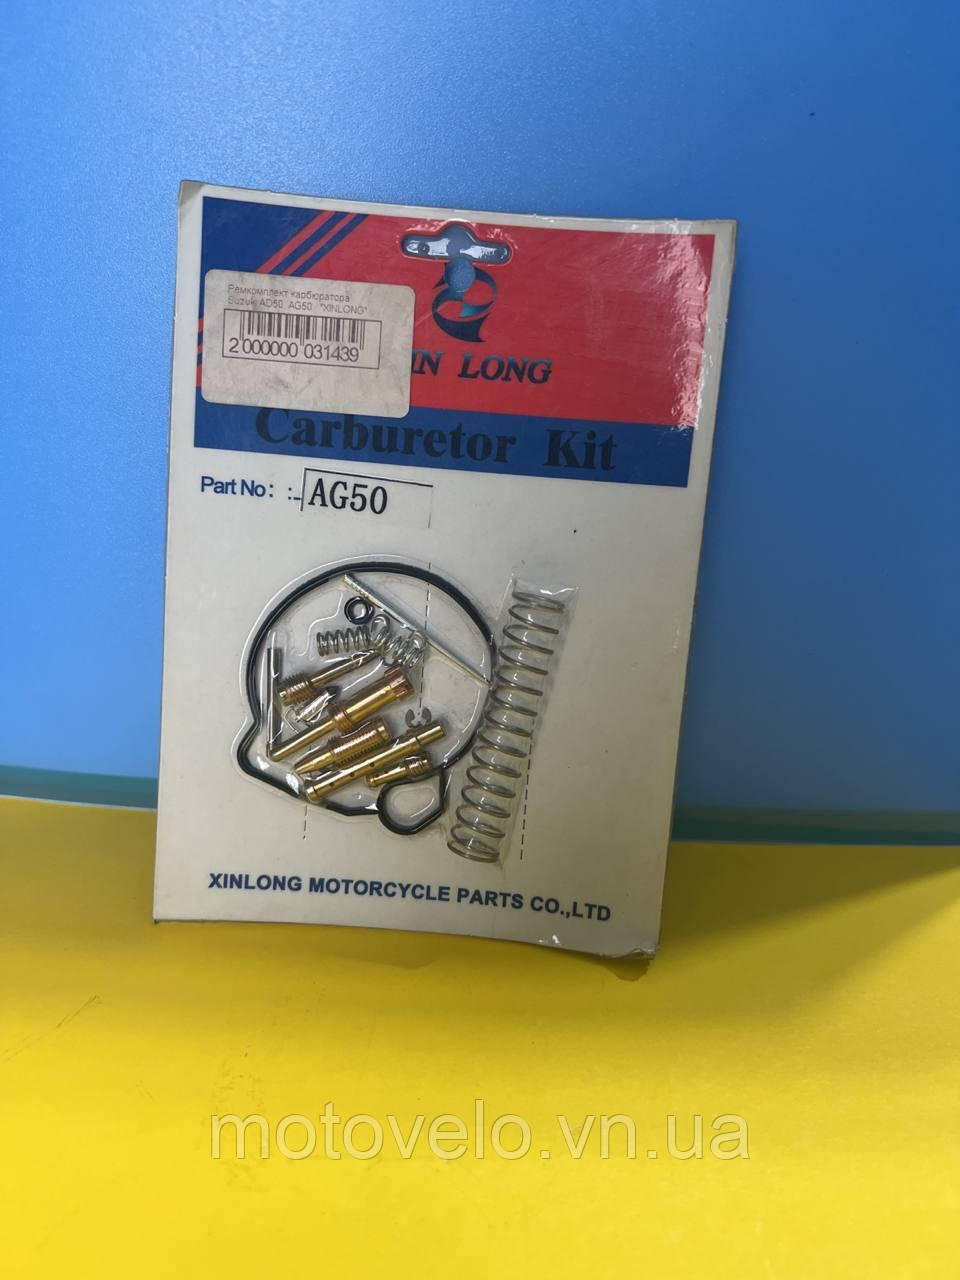 Ремкомплект карбюратора
Suzuki AD50, AG50 "XINLONG"
2 000000 031439
IN LONG
Carburetor Kit
Part No: :- AG50
XINLONG MOTORCYCLE PARTS CO.,LTD
motovelo.vn.ua